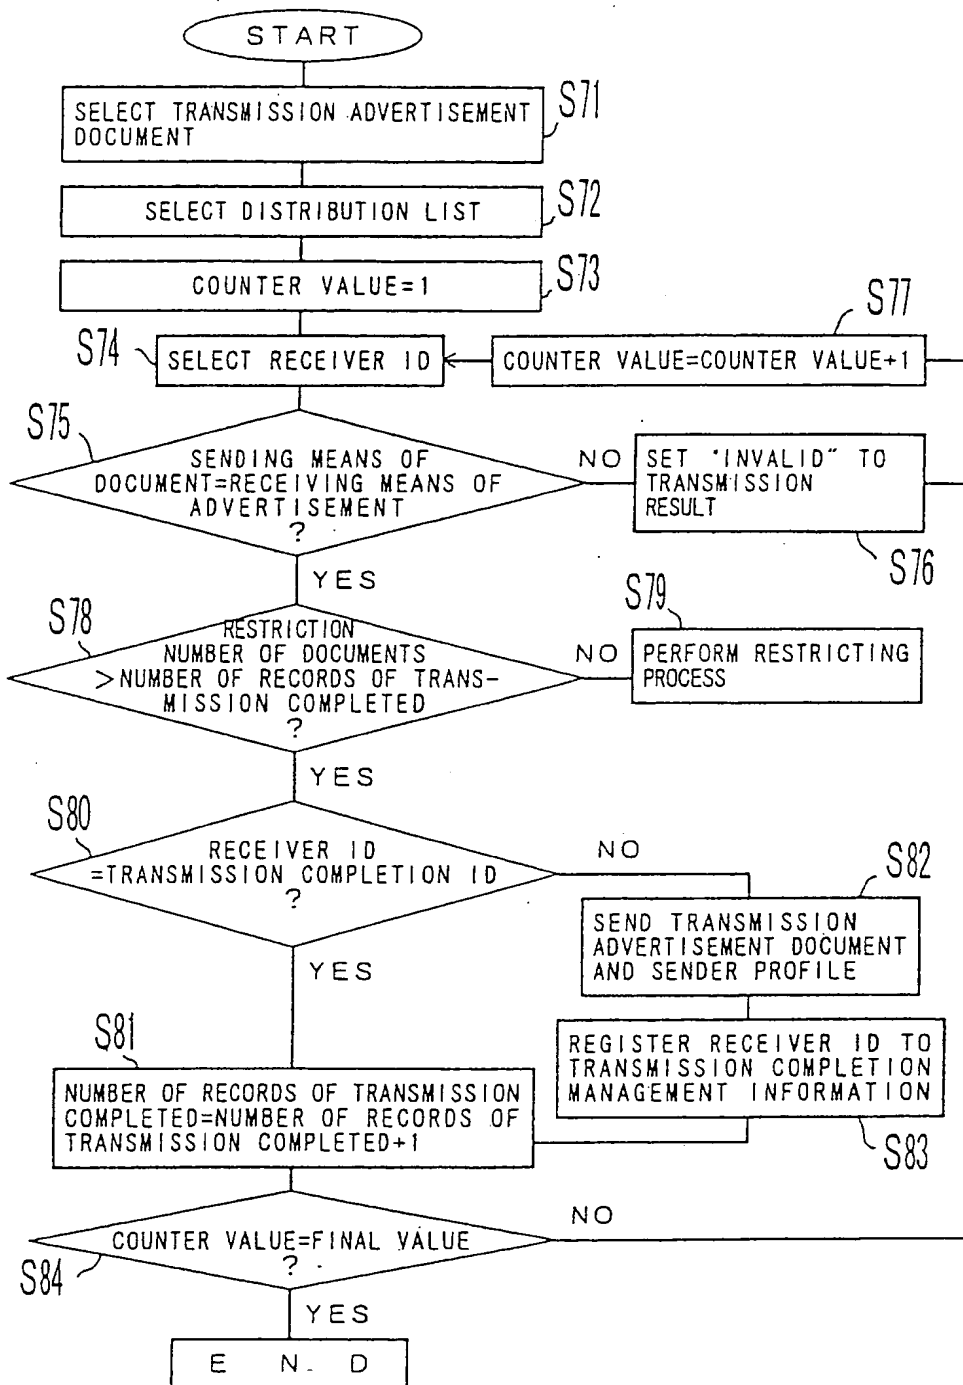 START
SELECT TRANSMISSION ADVERTISEMENT
DOCUMENT
S71
SELECT DISTRIBUTION LIST
S72
COUNTER VALUE=1
S73
S74
SELECT RECEIVER ID
COUNTER VALUE=COUNTER VALUE+1
S77
S75
SENDING MEANS OF
DOCUMENT=RECEIVING MEANS OF
ADVERTISEMENT
?
NO
SET "INVALID" TO
TRANSMISSION
RESULT
S76
YES
S78
RESTRICTION
NUMBER OF DOCUMENTS
>NUMBER OF RECORDS OF TRANS-
MISSION COMPLETED
?
NO
S79
PERFORM RESTRICTING
PROCESS
YES
S80
RECEIVER ID
=TRANSMISSION COMPLETION ID
?
NO
S82
SEND TRANSMISSION
ADVERTISEMENT DOCUMENT
AND SENDER PROFILE
YES
REGISTER RECEIVER ID TO
TRANSMISSION COMPLETION
MANAGEMENT INFORMATION
S83
S81
NUMBER OF RECORDS OF TRANSMISSION
COMPLETED=NUMBER OF RECORDS OF
TRANSMISSION COMPLETED+1
COUNTER VALUE=FINAL VALUE
?
NO
S84
YES
END